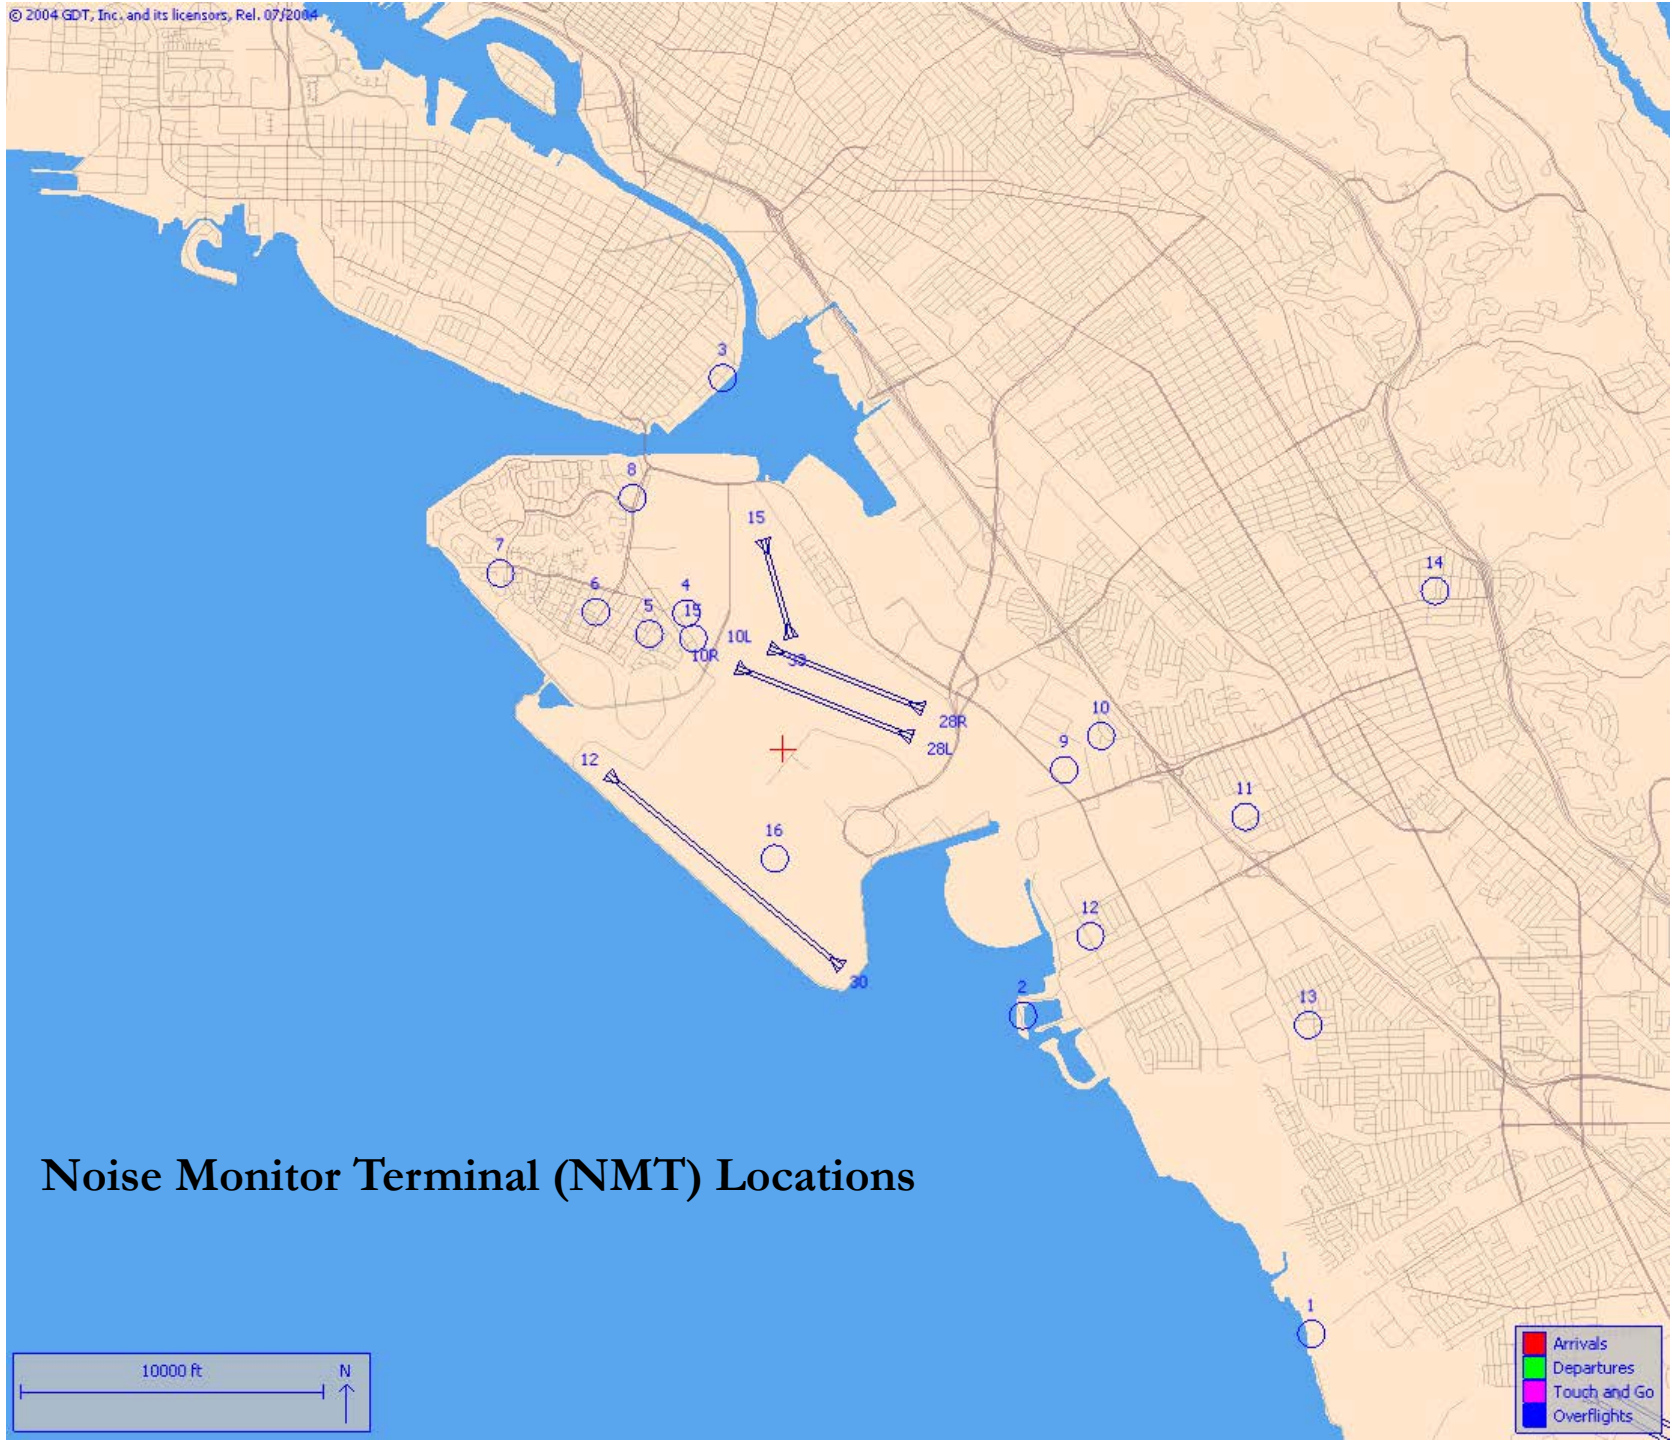 © 2004 GDT, Inc. and its licensors, Rel. 07/2004
3
8
15
7
14
6
4
5
15
10L
10R
33
10
28R
9
28L
12
11
16
12
30
2
13
Noise Monitor Terminal (NMT) Locations
1
10000 ft
N
Arrivals
Departures
Touch and Go
Overflights